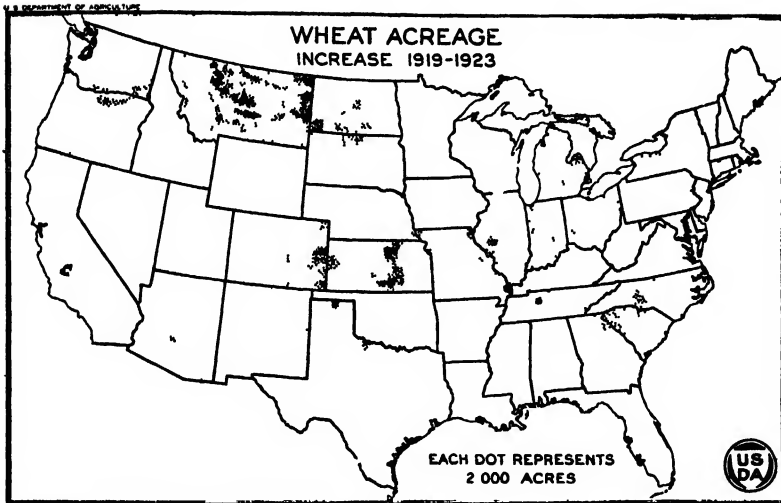 U S DEPARTMENT OF AGRICULTURE
WHEAT ACREAGE
INCREASE 1919-1923
EACH DOT REPRESENTS
2 000 ACRES
US
DA